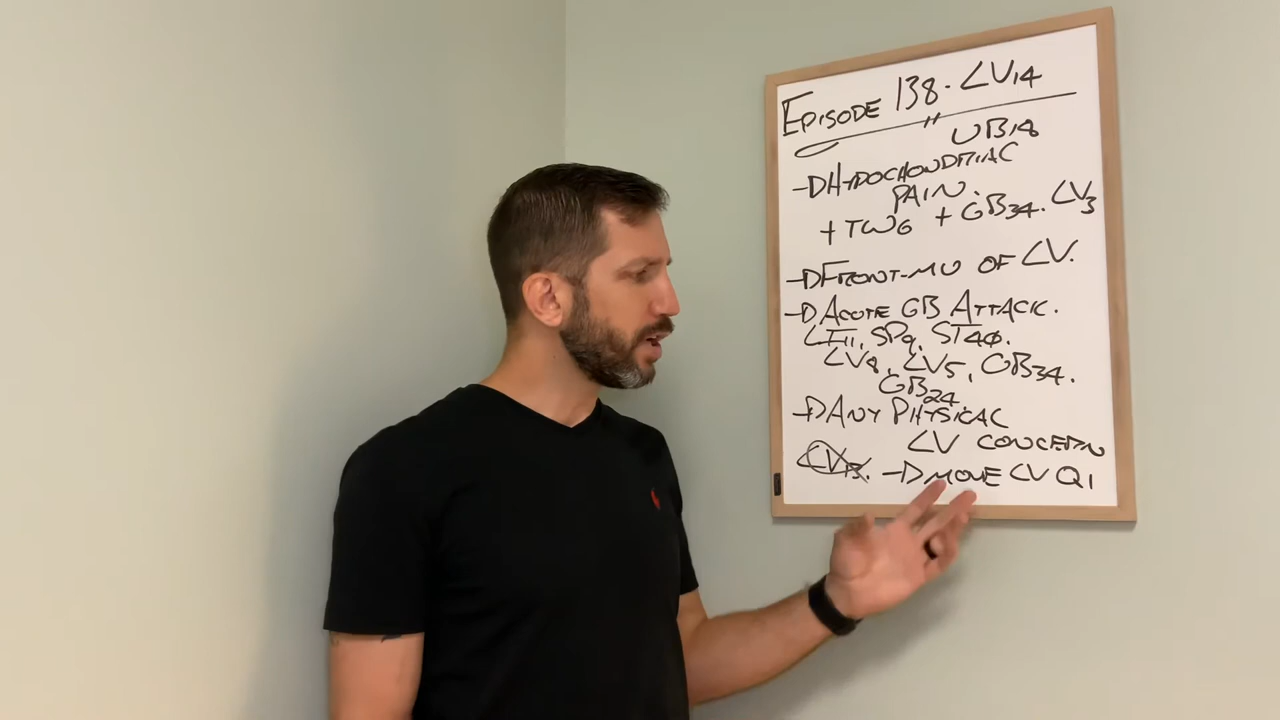 EPISODE 138. LV14
"
UB18
→HYPOCHONDRIAC
PAIN.
+ TW6 + GB34. LV3
→FRONT-MU OF LV.
→ACUTE GB ATTACK.
LI11, SP9, ST40.
LV8, LV5, GB34.
GB24
→ANY PHYSICAL
LV CONCERN
→MOVE LV QI